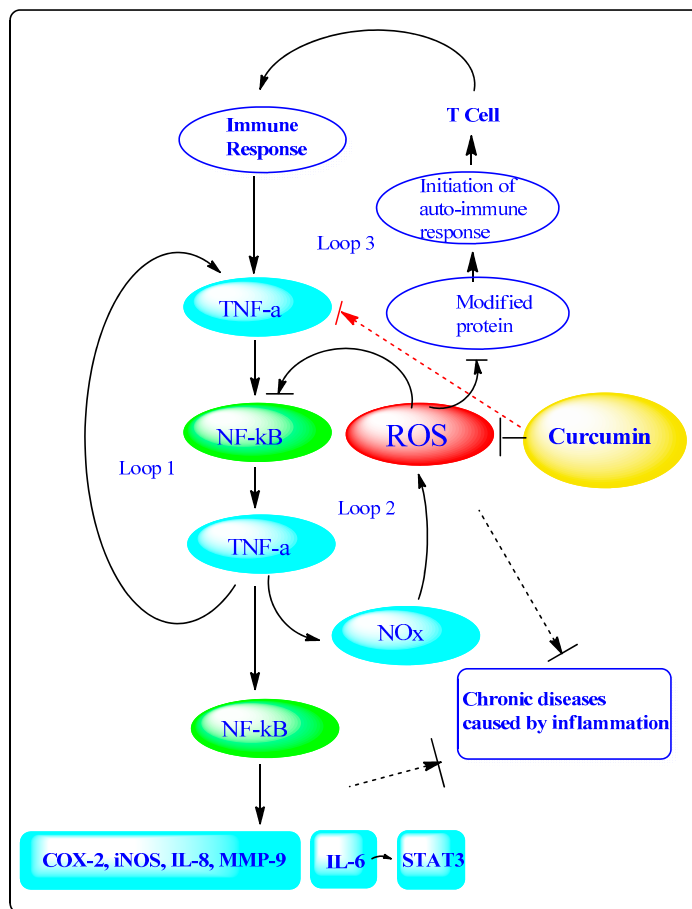 Immune
Response
T Cell
Initiation of
auto-immune
response
Loop 3
TNF-a
Modified
protein
NF-kB
ROS
Curcumin
Loop 1
Loop 2
TNF-a
NOx
Chronic diseases
caused by inflammation
NF-kB
COX-2, iNOS, IL-8, MMP-9
IL-6
STAT3